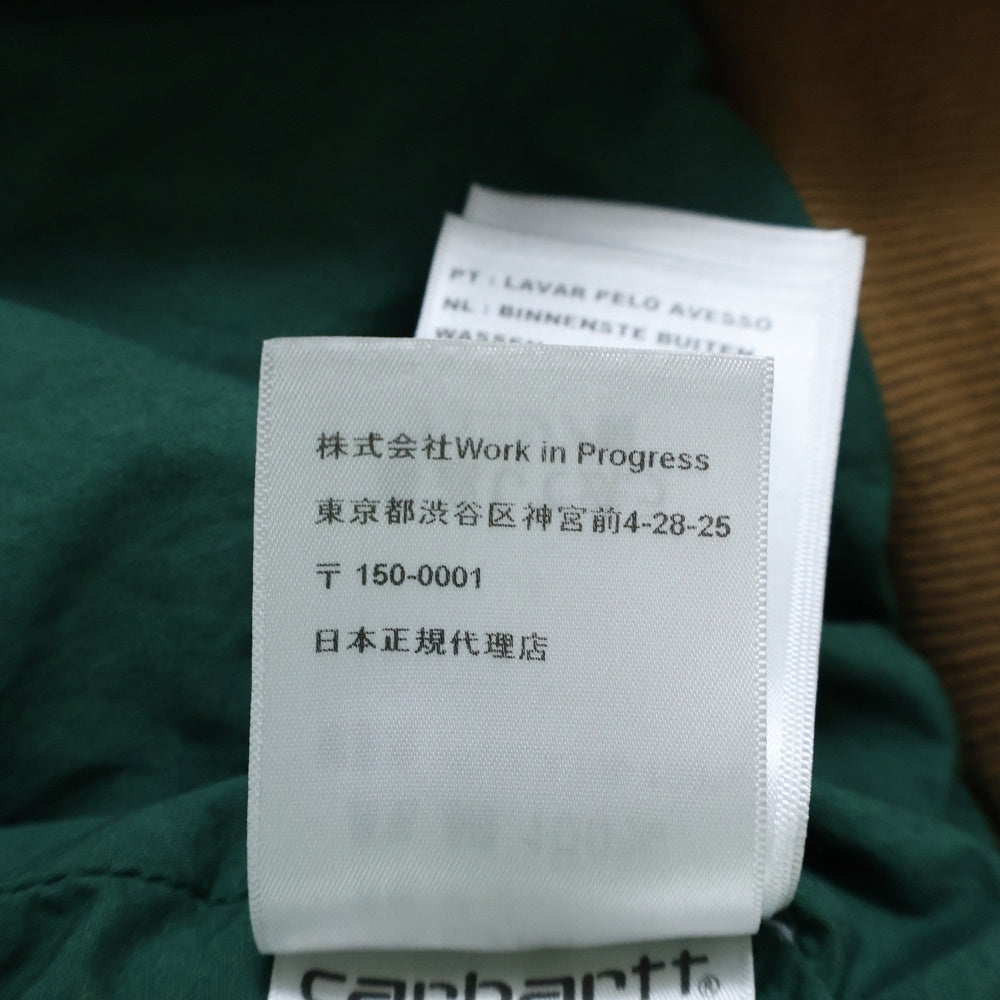 PT : LAVAR PELO AVESSO
NL : BINNENSTE BUITEN
WASSEN
株式会社Work in Progress
東京都渋谷区神宮前4-28-25
〒 150-0001
日本正規代理店
carhartt®